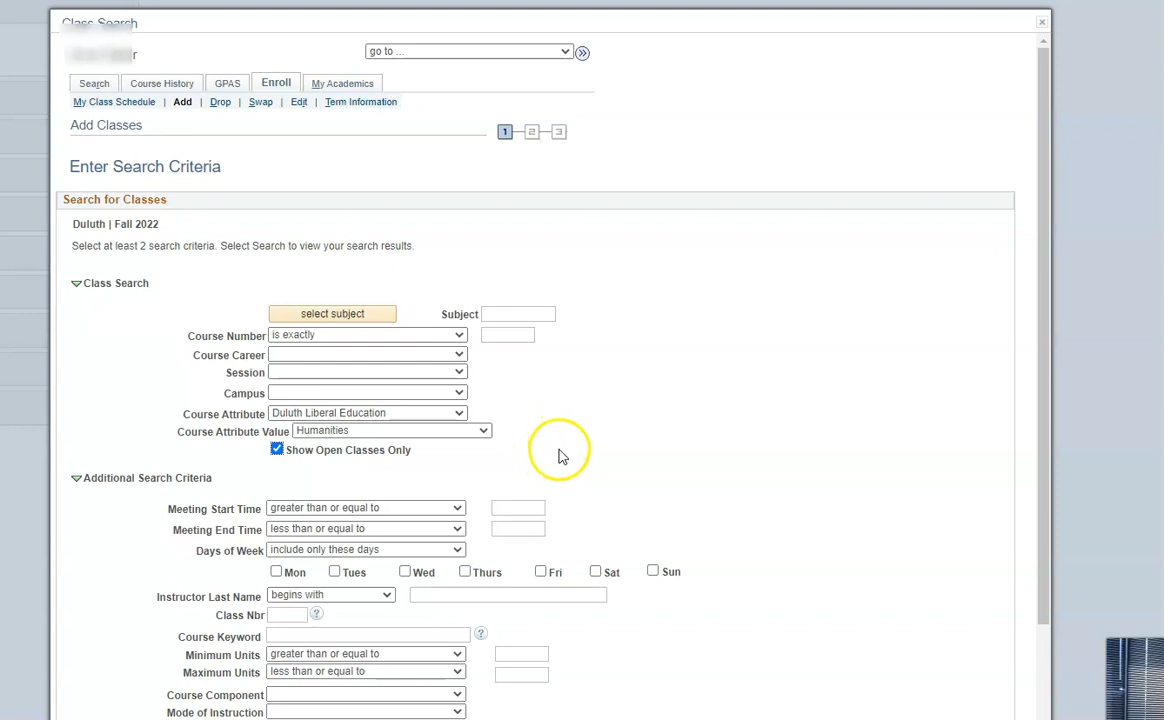 Class Search
go to ...
Search Course History GPAS Enroll My Academics
My Class Schedule | Add | Drop | Swap | Edit | Term Information
Add Classes
1 2 3
Enter Search Criteria
Search for Classes
Duluth | Fall 2022
Select at least 2 search criteria. Select Search to view your search results.
Class Search
select subject Subject
Course Number is exactly
Course Career
Session
Campus
Course Attribute Duluth Liberal Education
Course Attribute Value Humanities
Show Open Classes Only
Additional Search Criteria
Meeting Start Time greater than or equal to
Meeting End Time less than or equal to
Days of Week include only these days
Mon Tues Wed Thurs Fri Sat Sun
Instructor Last Name begins with
Class Nbr ?
Course Keyword ?
Minimum Units greater than or equal to
Maximum Units less than or equal to
Course Component
Mode of Instruction